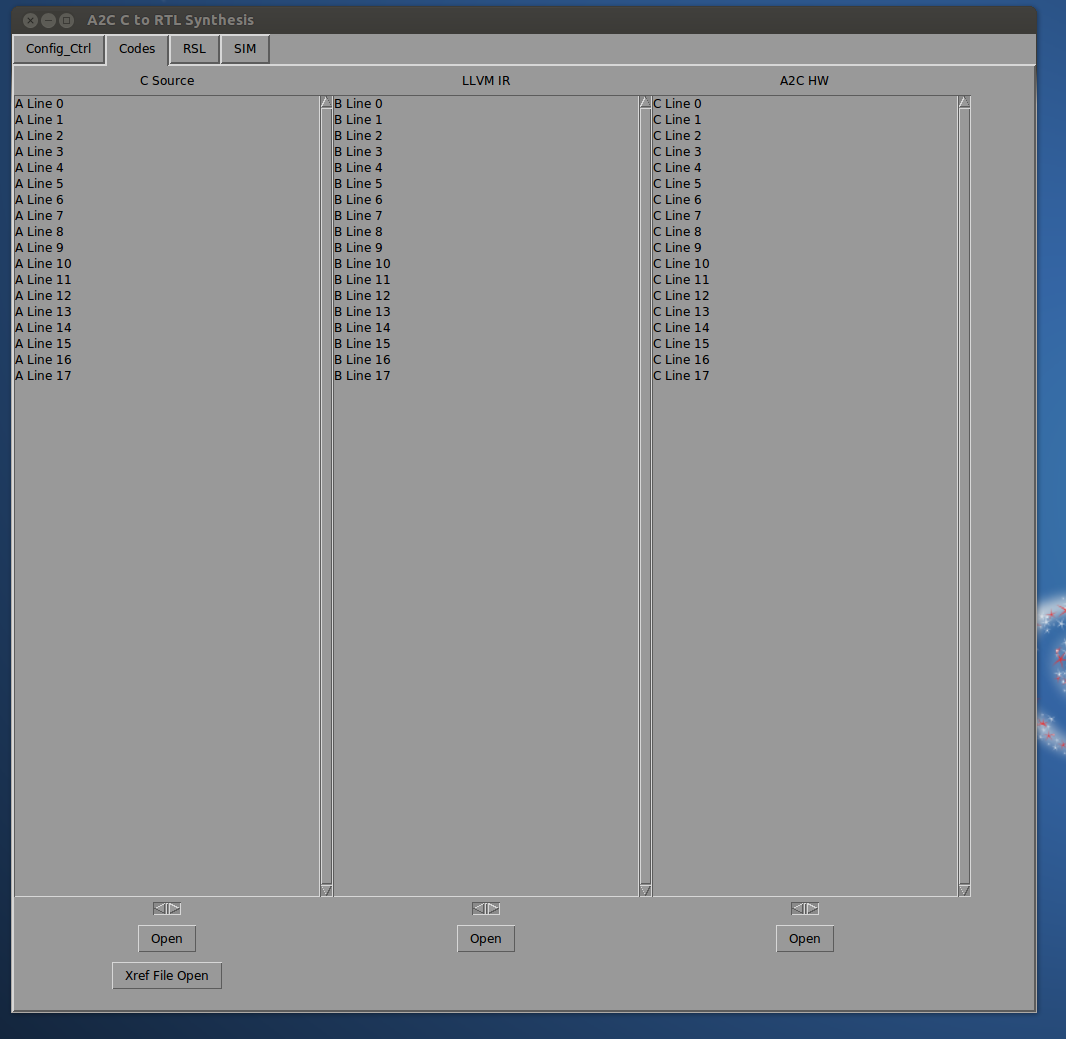 A2C C to RTL Synthesis
Config_Ctrl Codes RSL SIM
C Source LLVM IR A2C HW
A Line 0 B Line 0 C Line 0
A Line 1 B Line 1 C Line 1
A Line 2 B Line 2 C Line 2
A Line 3 B Line 3 C Line 3
A Line 4 B Line 4 C Line 4
A Line 5 B Line 5 C Line 5
A Line 6 B Line 6 C Line 6
A Line 7 B Line 7 C Line 7
A Line 8 B Line 8 C Line 8
A Line 9 B Line 9 C Line 9
A Line 10 B Line 10 C Line 10
A Line 11 B Line 11 C Line 11
A Line 12 B Line 12 C Line 12
A Line 13 B Line 13 C Line 13
A Line 14 B Line 14 C Line 14
A Line 15 B Line 15 C Line 15
A Line 16 B Line 16 C Line 16
A Line 17 B Line 17 C Line 17
Open Open Open
Xref File Open